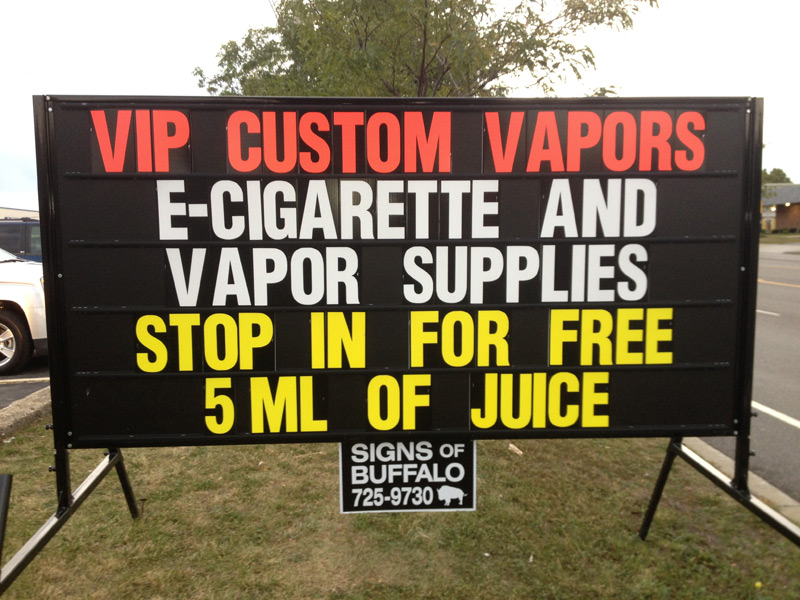 VIP CUSTOM VAPORS
E-CIGARETTE AND
VAPOR SUPPLIES
STOP IN FOR FREE
5 ML OF JUICE
SIGNS OF
BUFFALO
725-9730